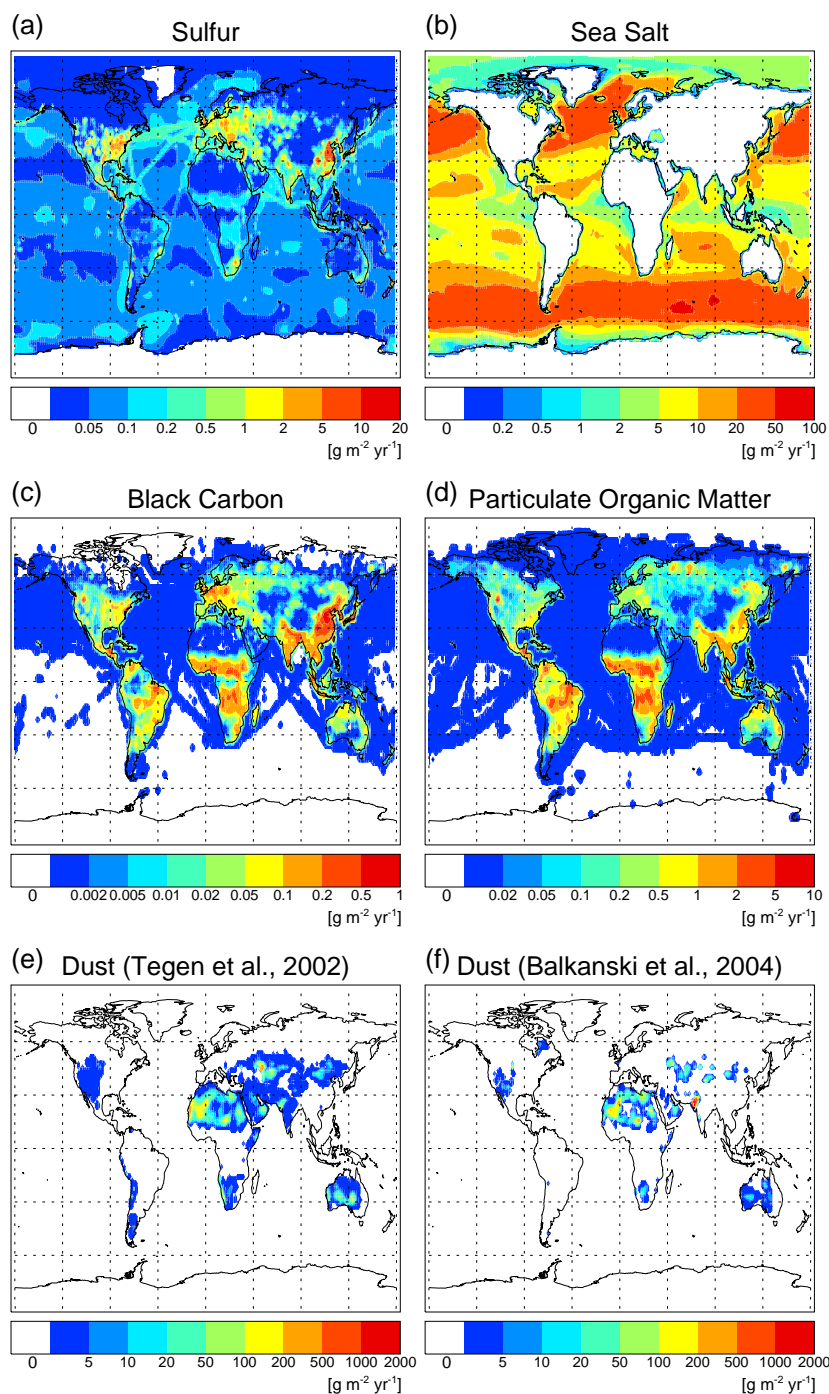 (a) Sulfur
(b) Sea Salt
0 0.05 0.1 0.2 0.5 1 2 5 10 20
[g m-2 yr-1]
0 0.2 0.5 1 2 5 10 20 50 100
[g m-2 yr-1]
(c) Black Carbon
(d) Particulate Organic Matter
0 0.002 0.005 0.01 0.02 0.05 0.1 0.2 0.5 1
[g m-2 yr-1]
0 0.02 0.05 0.1 0.2 0.5 1 2 5 10
[g m-2 yr-1]
(e) Dust (Tegen et al., 2002)
(f) Dust (Balkanski et al., 2004)
0 5 10 20 50 100 200 500 1000 2000
[g m-2 yr-1]
0 5 10 20 50 100 200 500 1000 2000
[g m-2 yr-1]